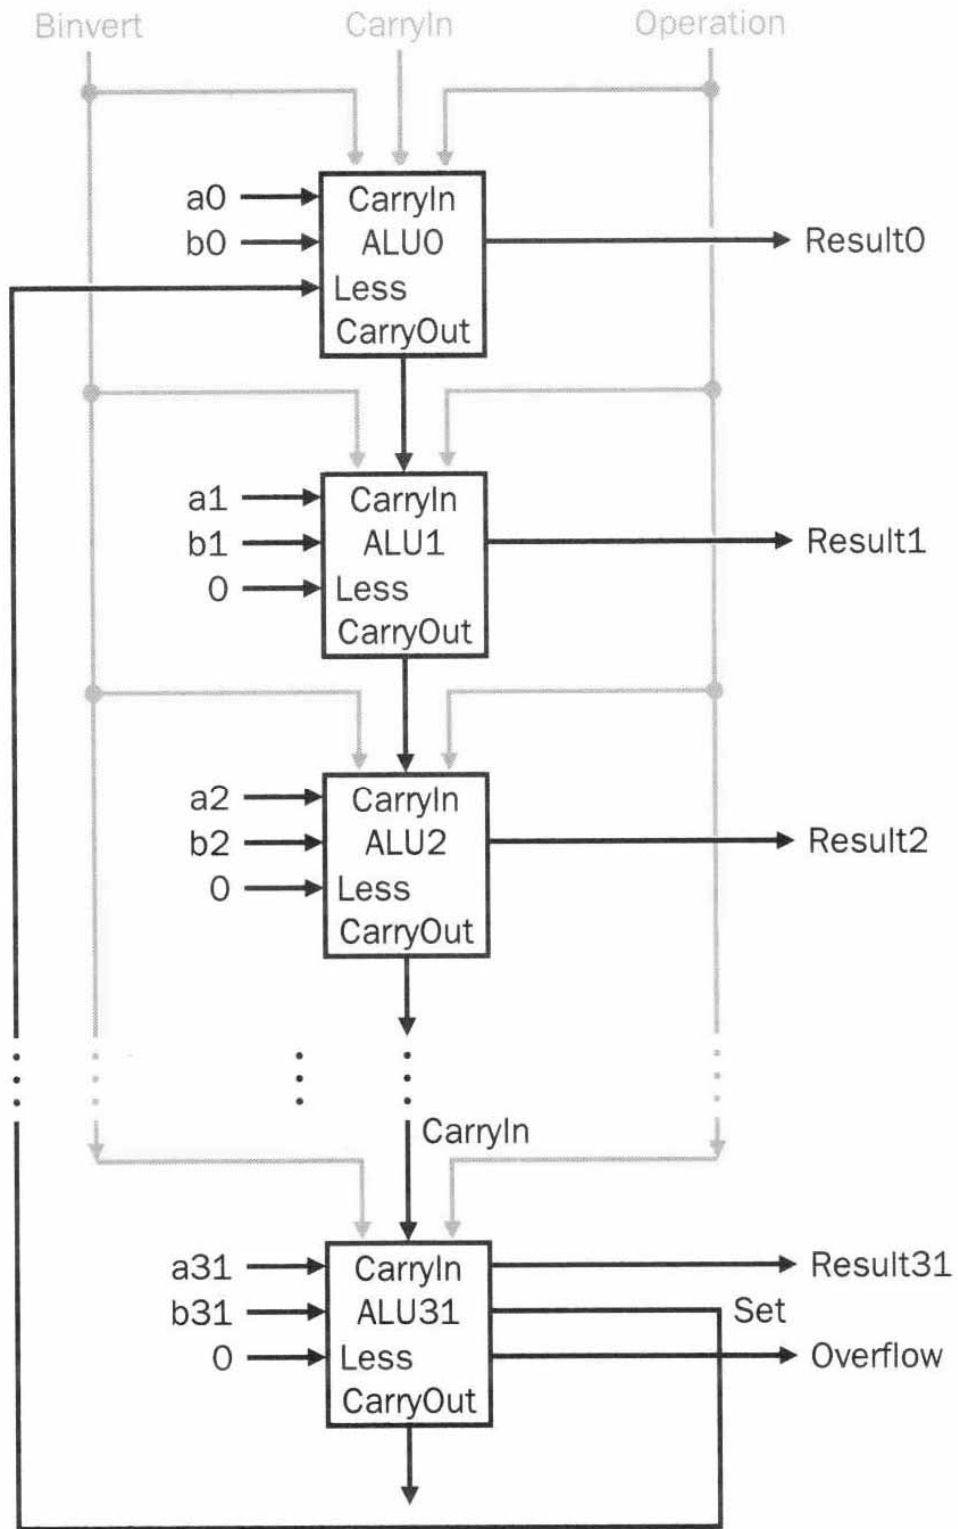 Binvert CarryIn Operation
a0 CarryIn
b0 ALU0 Result0
Less
CarryOut
a1 CarryIn
b1 ALU1 Result1
0 Less
CarryOut
a2 CarryIn
b2 ALU2 Result2
0 Less
CarryOut
CarryIn
a31 CarryIn Result31
b31 ALU31 Set
0 Less Overflow
CarryOut